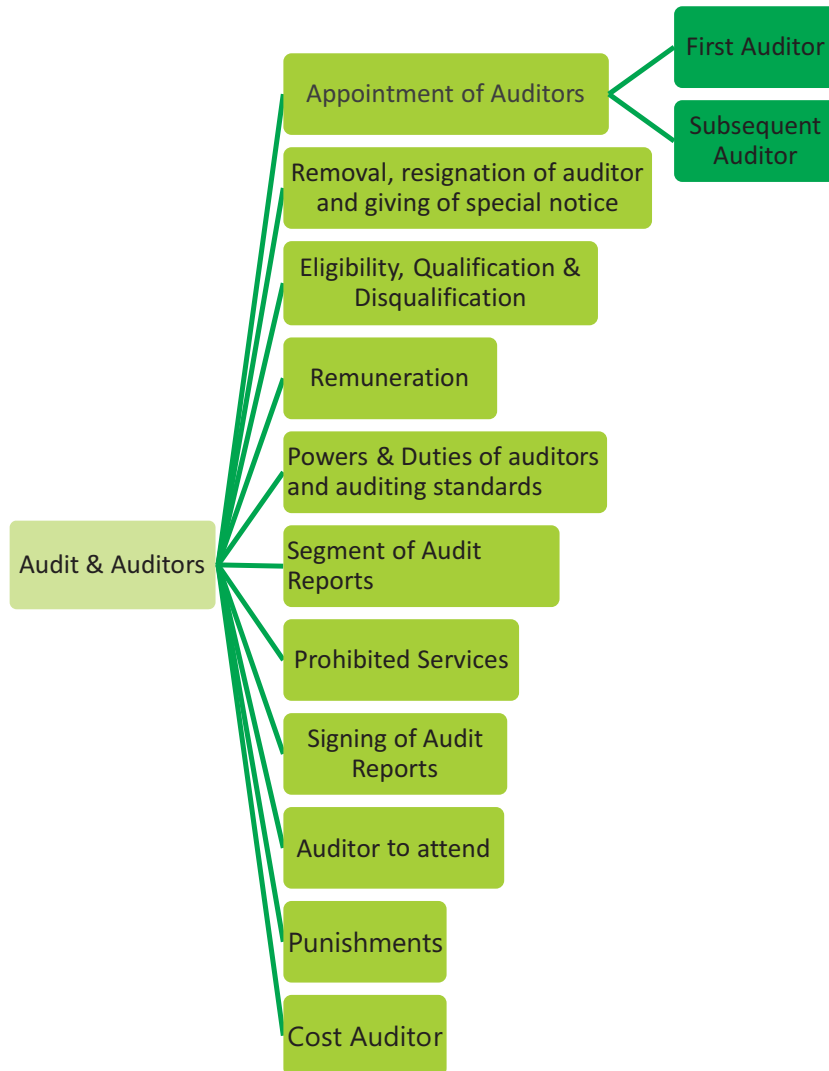 Audit & Auditors
Appointment of Auditors
First Auditor
Subsequent
Auditor
Removal, resignation of auditor
and giving of special notice
Eligibility, Qualification &
Disqualification
Remuneration
Powers & Duties of auditors
and auditing standards
Segment of Audit
Reports
Prohibited Services
Signing of Audit
Reports
Auditor to attend
Punishments
Cost Auditor